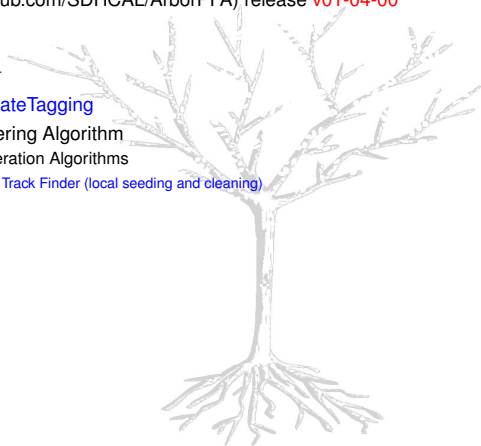 ub.com/SDHCAL/ArborPFA) release v01-04-00
ateTagging
ering Algorithm
eration Algorithms
Track Finder (local seeding and cleaning)